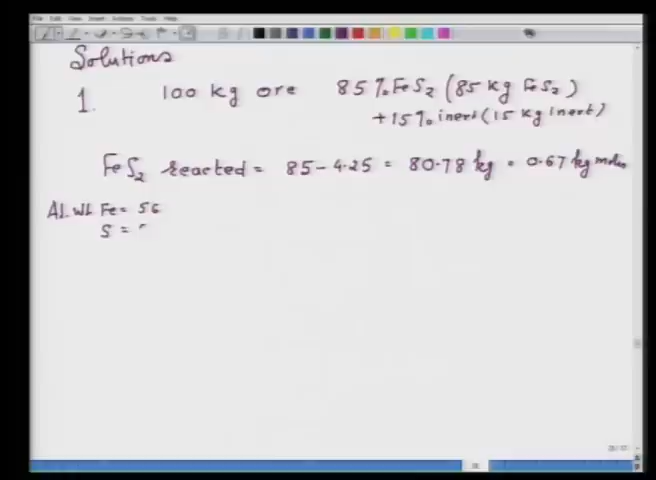 Solutions
1. 100 kg ore 85% FeS2 (85 kg FeS2)
+15% inert (15 kg inert)
FeS2 reacted = 85-4.25 = 80.78 kg = 0.67 kg moles
At. Wt. Fe = 56
S =